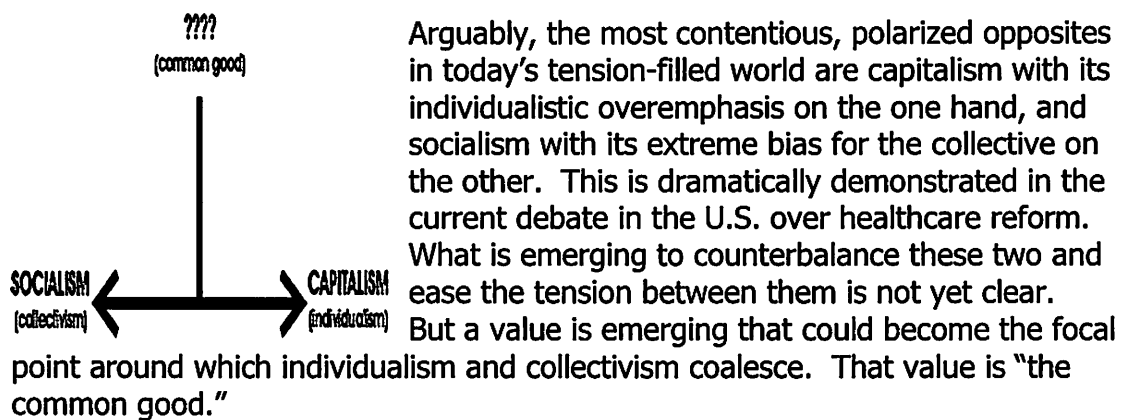 ????
(common good)
SOCIALISM
(collectivism)
CAPITALISM
(individualism)
Arguably, the most contentious, polarized opposites
in today's tension-filled world are capitalism with its
individualistic overemphasis on the one hand, and
socialism with its extreme bias for the collective on
the other.  This is dramatically demonstrated in the
current debate in the U.S. over healthcare reform.
What is emerging to counterbalance these two and
ease the tension between them is not yet clear.
But a value is emerging that could become the focal
point around which individualism and collectivism coalesce.  That value is "the
common good."